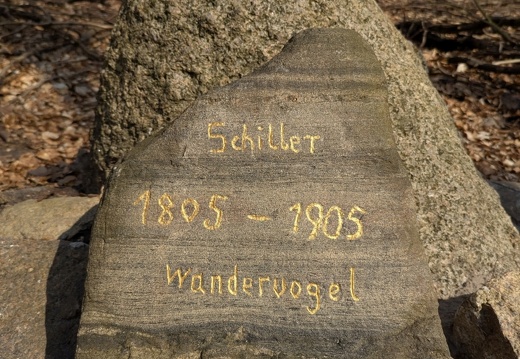 Schiller
1805 – 1905
Wandervogel